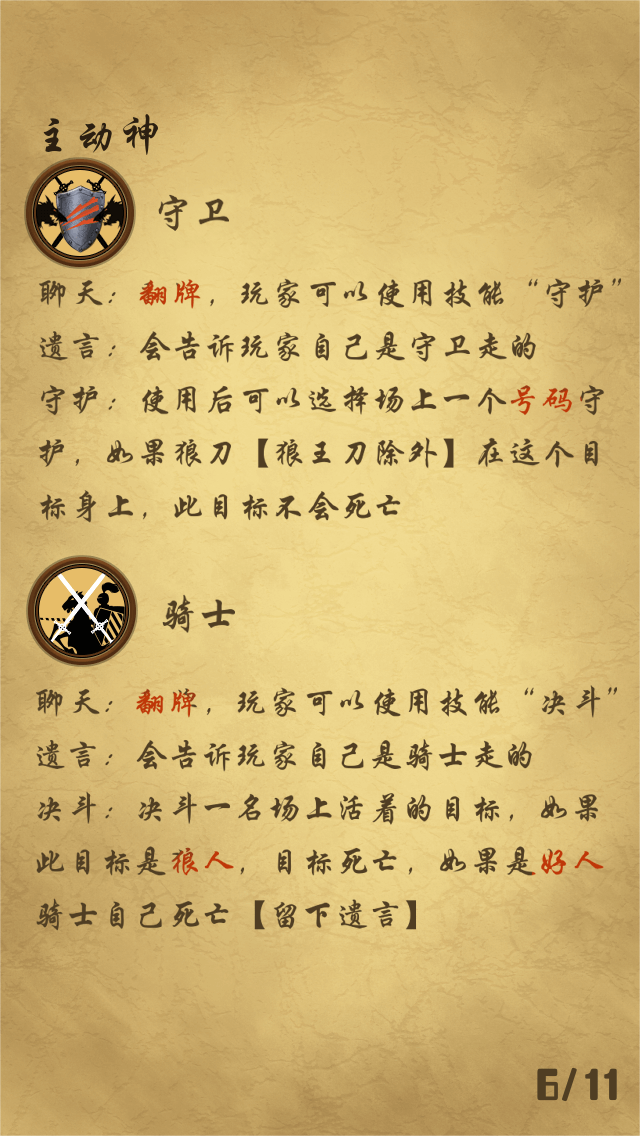 主动神
守卫
聊天：翻牌，玩家可以使用技能“守护”
遗言：会告诉玩家自己是守卫走的
守护：使用后可以选择场上一个号码守
护，如果狼刀【狼王刀除外】在这个目
标身上，此目标不会死亡
骑士
聊天：翻牌，玩家可以使用技能“决斗”
遗言：会告诉玩家自己是骑士走的
决斗：决斗一名场上活着的目标，如果
此目标是狼人，目标死亡，如果是好人
骑士自己死亡【留下遗言】
6/11